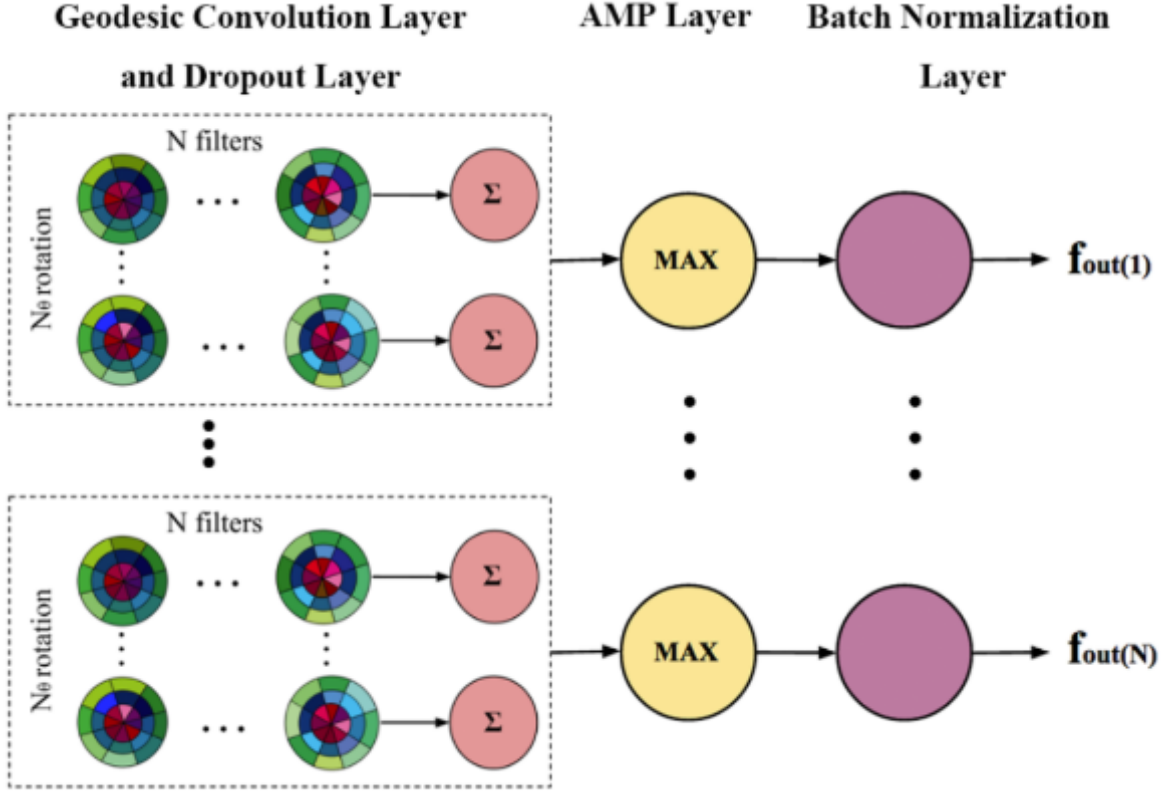 Geodesic Convolution Layer
and Dropout Layer
AMP Layer
Batch Normalization
Layer
N filters
Nθ rotation
Σ
Σ
MAX
fout(1)
N filters
Nθ rotation
Σ
Σ
MAX
fout(N)